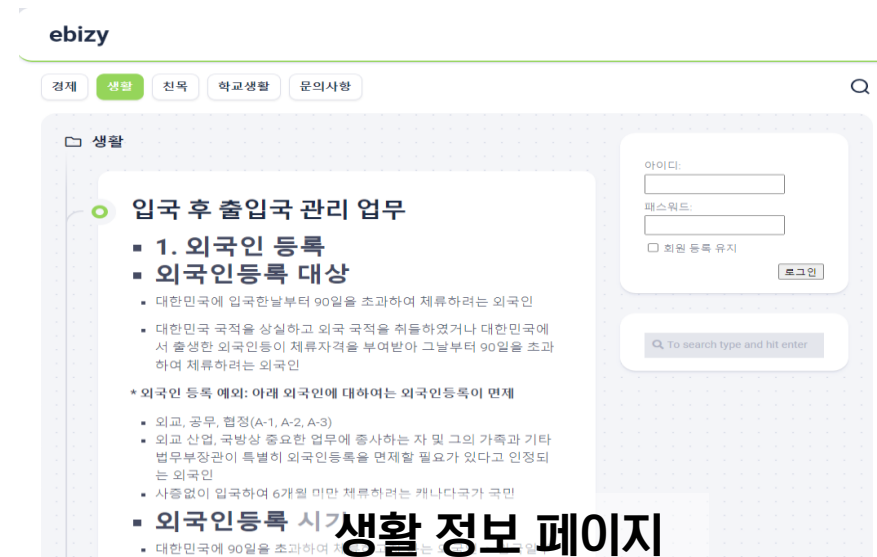 ebizy
경제 생활 친목 학교생활 문의사항
생활
입국 후 출입국 관리 업무
1. 외국인 등록
외국인등록 대상
대한민국에 입국한날부터 90일을 초과하여 체류하려는 외국인
대한민국 국적을 상실하고 외국 국적을 취들하였거나 대한민국에
서 출생한 외국인등이 체류자격을 부여받아 그날부터 90일을 초과
하여 체류하려는 외국인
* 외국인 등록 예외: 아래 외국인에 대하여는 외국인등록이 면제
외교, 공무, 협정(A-1, A-2, A-3)
외교 산업, 국방상 중요한 업무에 종사하는 자 및 그의 가족과 기타
법무부장관이 특별히 외국인등록을 면제할 필요가 있다고 인정되
는 외국인
사증없이 입국하여 6개월 미만 체류하려는 캐나다국가 국민
외국인등록 시기
대한민국에 90일을 초과하여
아이디:
패스워드:
회원 등록 유지
로그인
To search type and hit enter
생활 정보 페이지